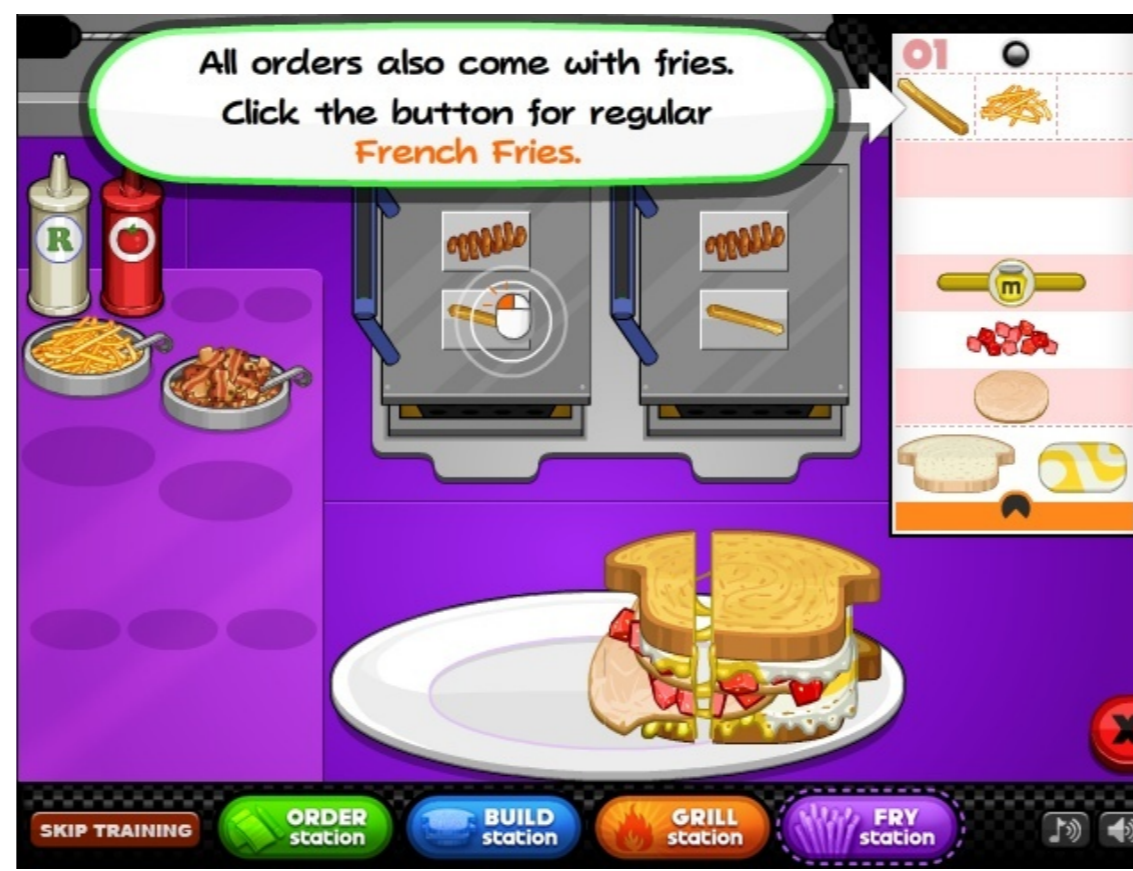 All orders also come with fries.
Click the button for regular
French Fries.
01
R
m
SKIP TRAINING
ORDER
station
BUILD
station
GRILL
station
FRY
station
X